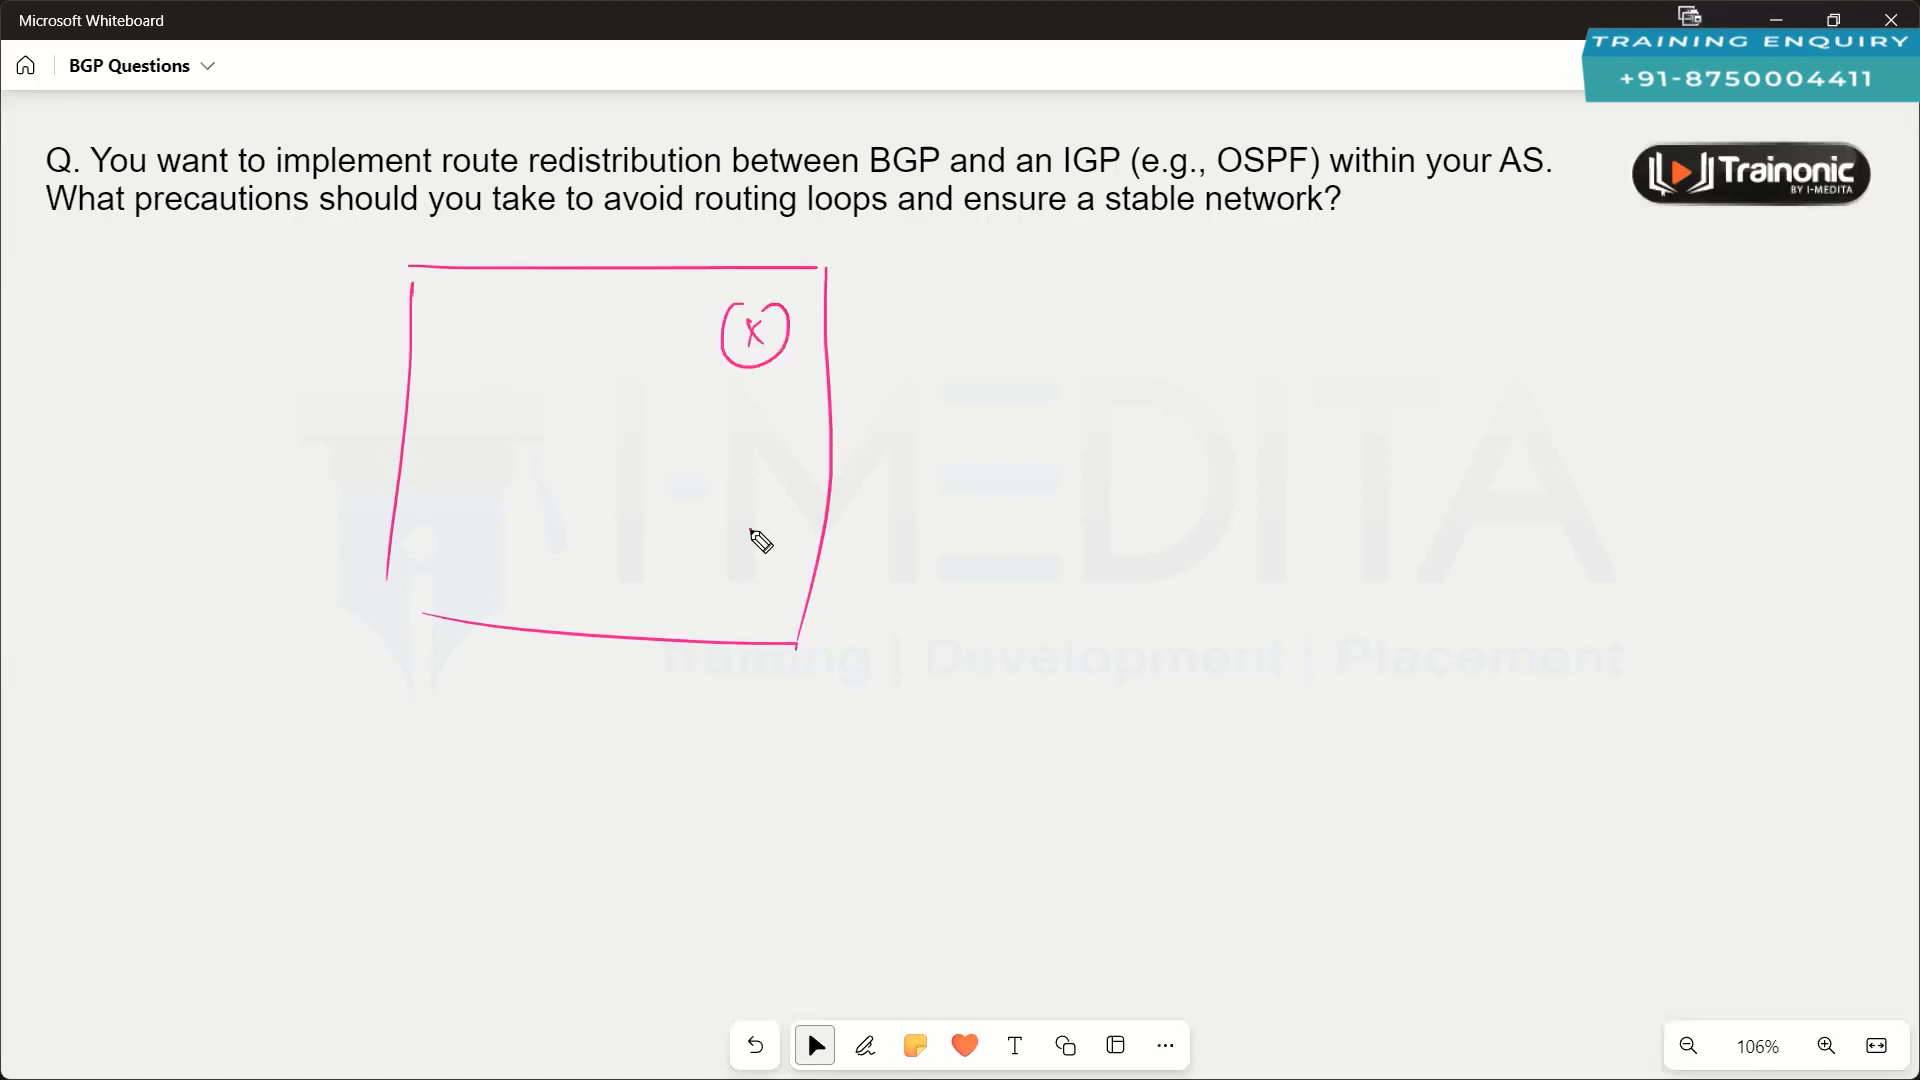 Microsoft Whiteboard
TRAINING ENQUIRY
BGP Questions
+91-8750004411
Q. You want to implement route redistribution between BGP and an IGP (e.g., OSPF) within your AS.
What precautions should you take to avoid routing loops and ensure a stable network?
Trainonic
BY I-MEDITA
X
I-MEDITA
Training | Development | Placement
T
106%